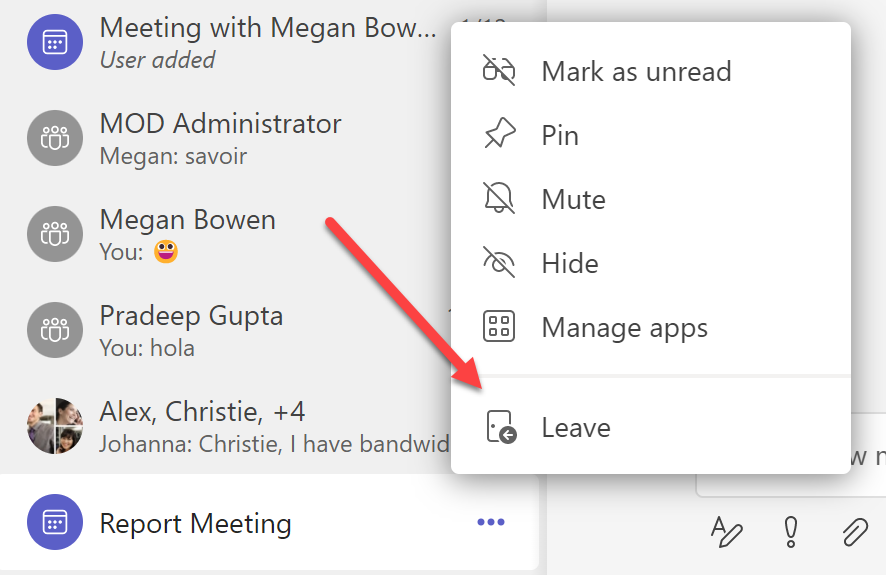 Meeting with Megan Bow...
User added
MOD Administrator
Megan: savoir
Megan Bowen
You: 😀
Pradeep Gupta
You: hola
Alex, Christie, +4
Johanna: Christie, I have bandwid
Report Meeting
Mark as unread
Pin
Mute
Hide
Manage apps
Leave